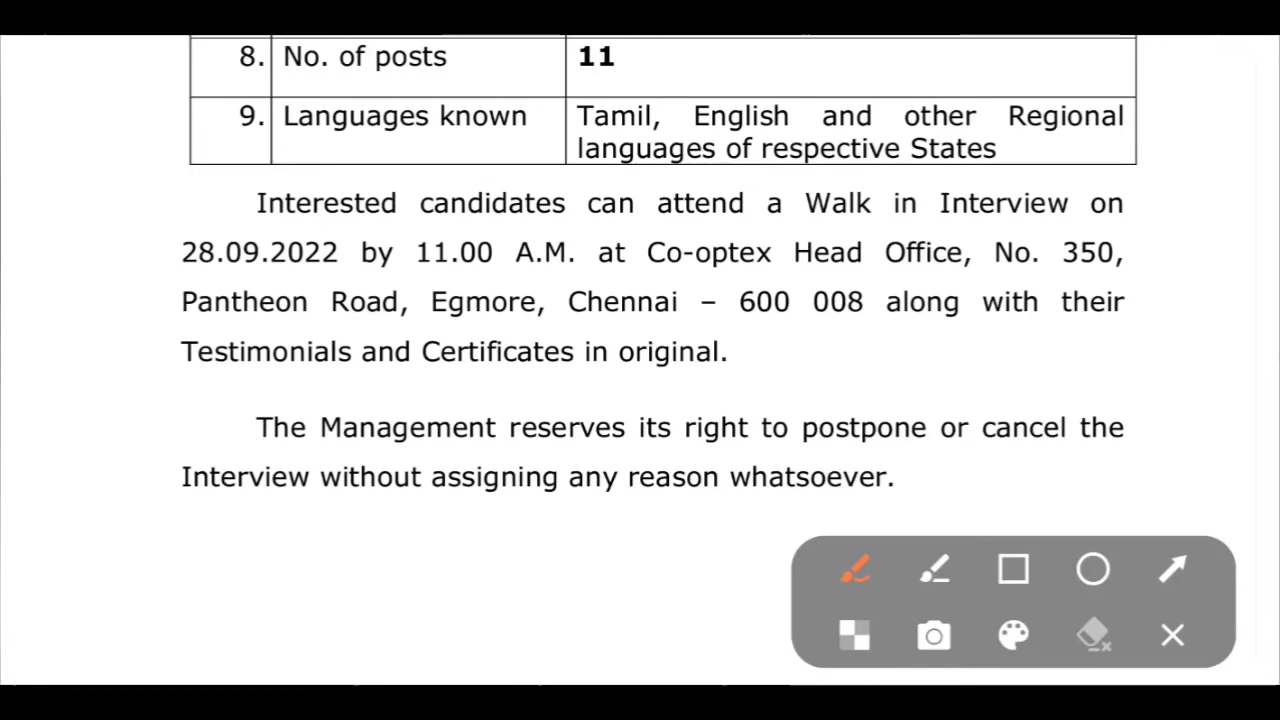 8. No. of posts 11
9. Languages known Tamil, English and other Regional
languages of respective States
Interested candidates can attend a Walk in Interview on
28.09.2022 by 11.00 A.M. at Co-optex Head Office, No. 350,
Pantheon Road, Egmore, Chennai – 600 008 along with their
Testimonials and Certificates in original.
The Management reserves its right to postpone or cancel the
Interview without assigning any reason whatsoever.